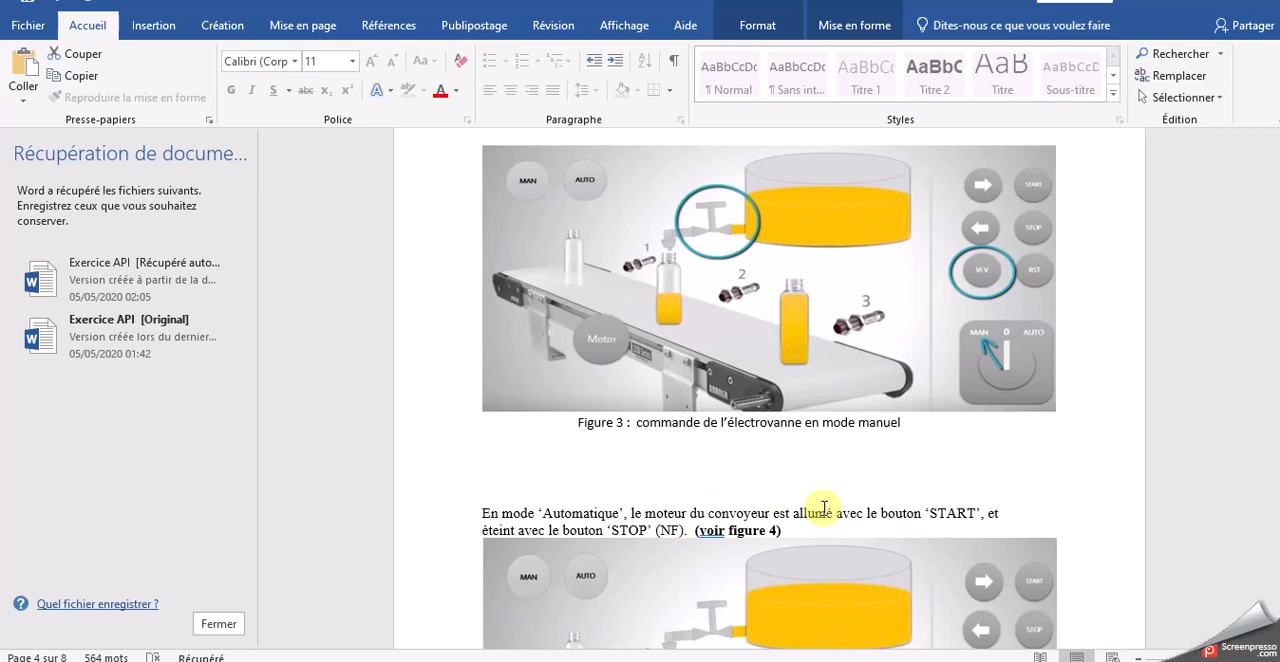 Fichier Accueil Insertion Création Mise en page Références Publipostage Révision Affichage Aide Format Mise en forme Dites-nous ce que vous voulez faire Partager
Coller
Couper
Copier
Reproduire la mise en forme
Presse-papiers
Calibri (Corp 11
G I S abc x₂ x²
Police
Paragraphe
AaBbCcDc AaBbCcDc AaBbCc AaBbC AaB AaBbCcD
¶ Normal ¶ Sans int... Titre 1 Titre 2 Titre Sous-titre
Styles
Rechercher
Remplacer
Sélectionner
Édition
Récupération de docume...
Word a récupéré les fichiers suivants.
Enregistrez ceux que vous souhaitez
conserver.
Exercice API [Récupéré auto...
Version créée à partir de la d...
05/05/2020 02:05
Exercice API [Original]
Version créée lors du dernier...
05/05/2020 01:42
Quel fichier enregistrer ?
Fermer
MAN AUTO
START
STOP
VLV RST
1
2
3
Motor
MAN 0 AUTO
DORNER
Figure 3 : commande de l'électrovanne en mode manuel
En mode ‘Automatique’, le moteur du convoyeur est allumé avec le bouton ‘START’, et
éteint avec le bouton ‘STOP’ (NF). (voir figure 4)
MAN AUTO
START
STOP
Page 4 sur 8 564 mots Récupéré
Screenpresso
.com